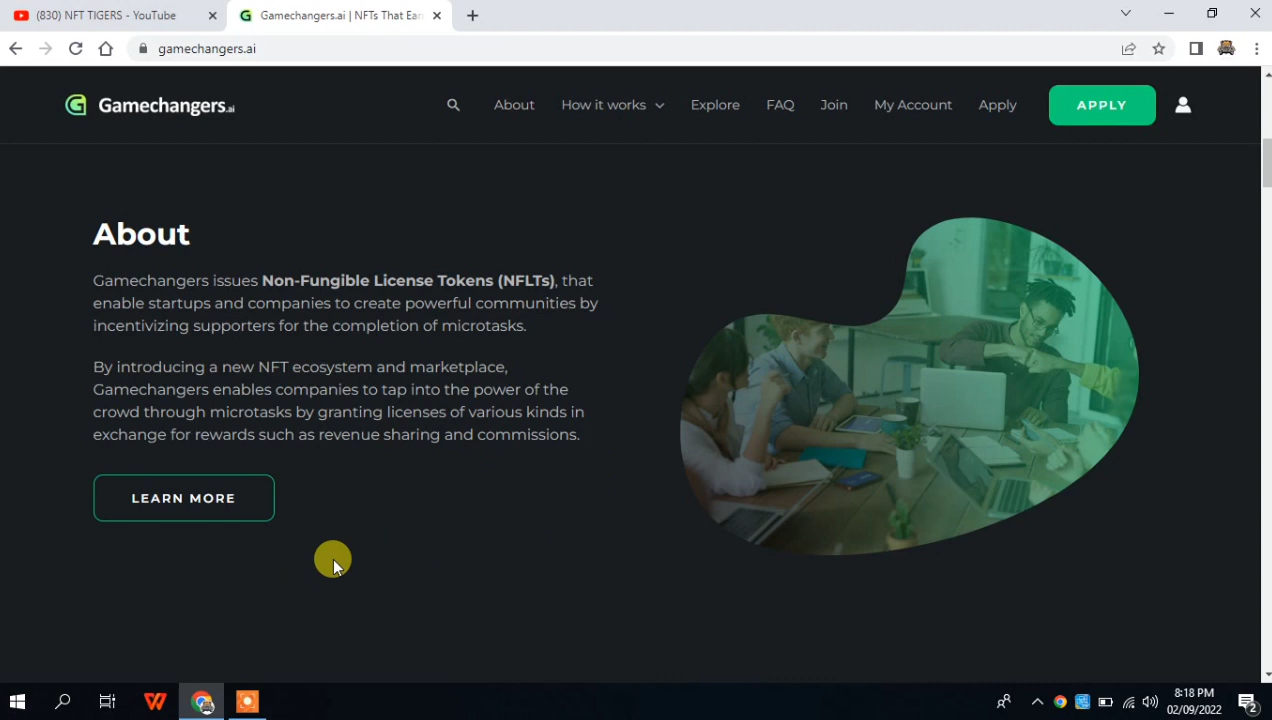 (830) NFT TIGERS - YouTube
Gamechangers.ai | NFTs That Ear
gamechangers.ai
Gamechangers.ai
About
How it works
Explore
FAQ
Join
My Account
Apply
APPLY
About
Gamechangers issues Non-Fungible License Tokens (NFLTs), that
enable startups and companies to create powerful communities by
incentivizing supporters for the completion of microtasks.
By introducing a new NFT ecosystem and marketplace,
Gamechangers enables companies to tap into the power of the
crowd through microtasks by granting licenses of various kinds in
exchange for rewards such as revenue sharing and commissions.
LEARN MORE
8:18 PM
02/09/2022
2